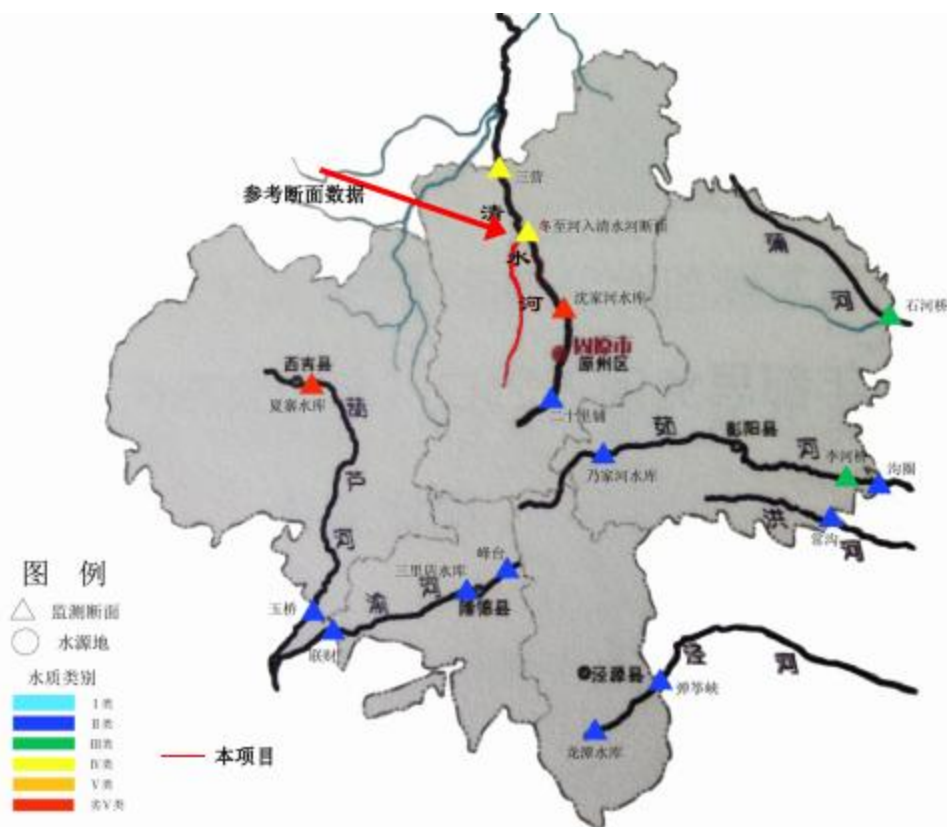 三营
参考断面数据
清水河
冬至河入清水河断面
蒲河
石河桥
沈家河水库
原州区
西吉县
夏寨水库
葫芦河
二十里铺
茹河
彭阳县
乃家河水库
李河桥
沟圈
洪河
常沟
峰台
三里店水库
渝河
隆德县
玉桥
联财
泾河
泾源县
弹筝峡
龙潭水库
图 例
监测断面
水源地
水质类别
I类
II类
III类
IV类
V类
劣V类
本项目